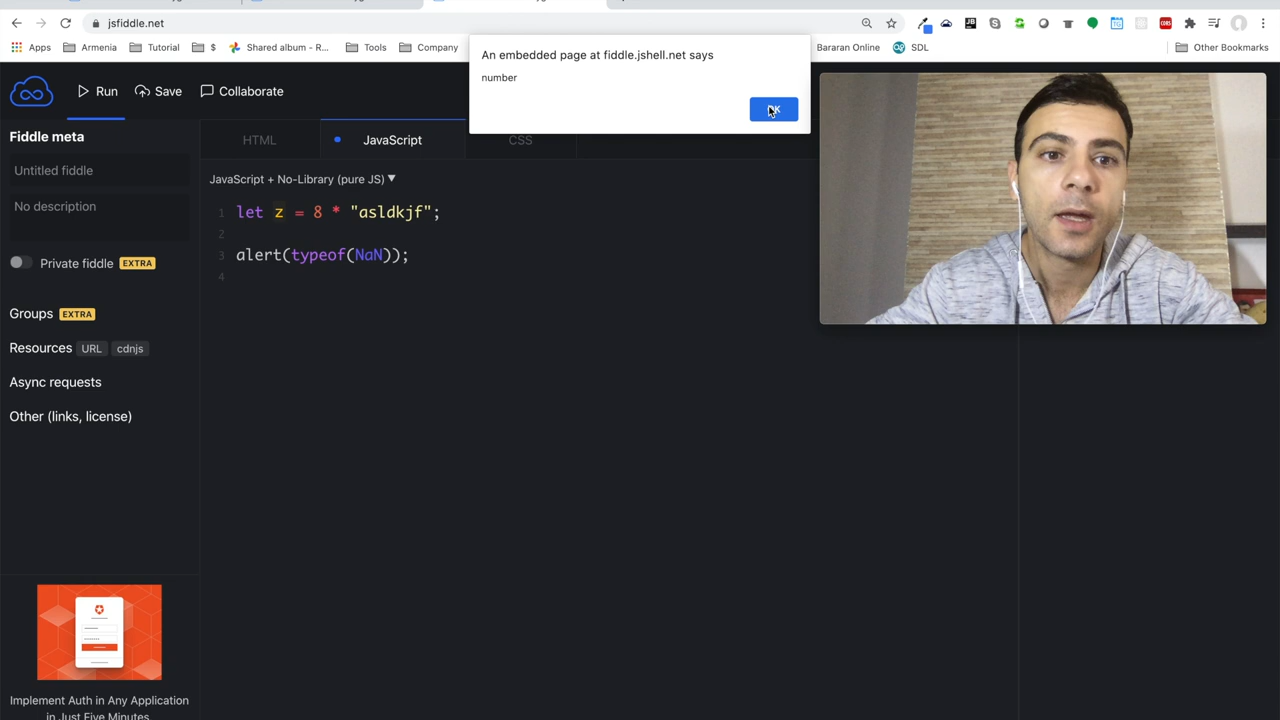 jsfiddle.net
Apps Armenia Tutorial $ Shared album - R... Tools Company Bararan Online SDL Other Bookmarks
An embedded page at fiddle.jshell.net says
number
OK
Run Save Collaborate
Fiddle meta
Untitled fiddle
No description
Private fiddle EXTRA
Groups EXTRA
Resources URL cdnjs
Async requests
Other (links, license)
HTML JavaScript CSS
JavaScript + No-Library (pure JS) ▼
1 let z = 8 * "asldkjf";
2
3 alert(typeof(NaN));
4
Implement Auth in Any Application
in Just Five Minutes